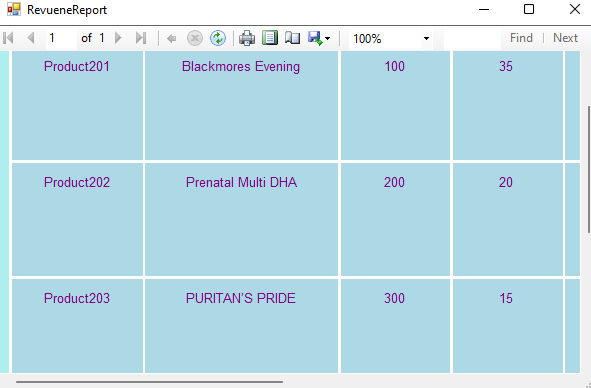 RevueneReport
1 of 1 100% Find | Next
Product201 Blackmores Evening 100 35
Product202 Prenatal Multi DHA 200 20
Product203 PURITAN'S PRIDE 300 15